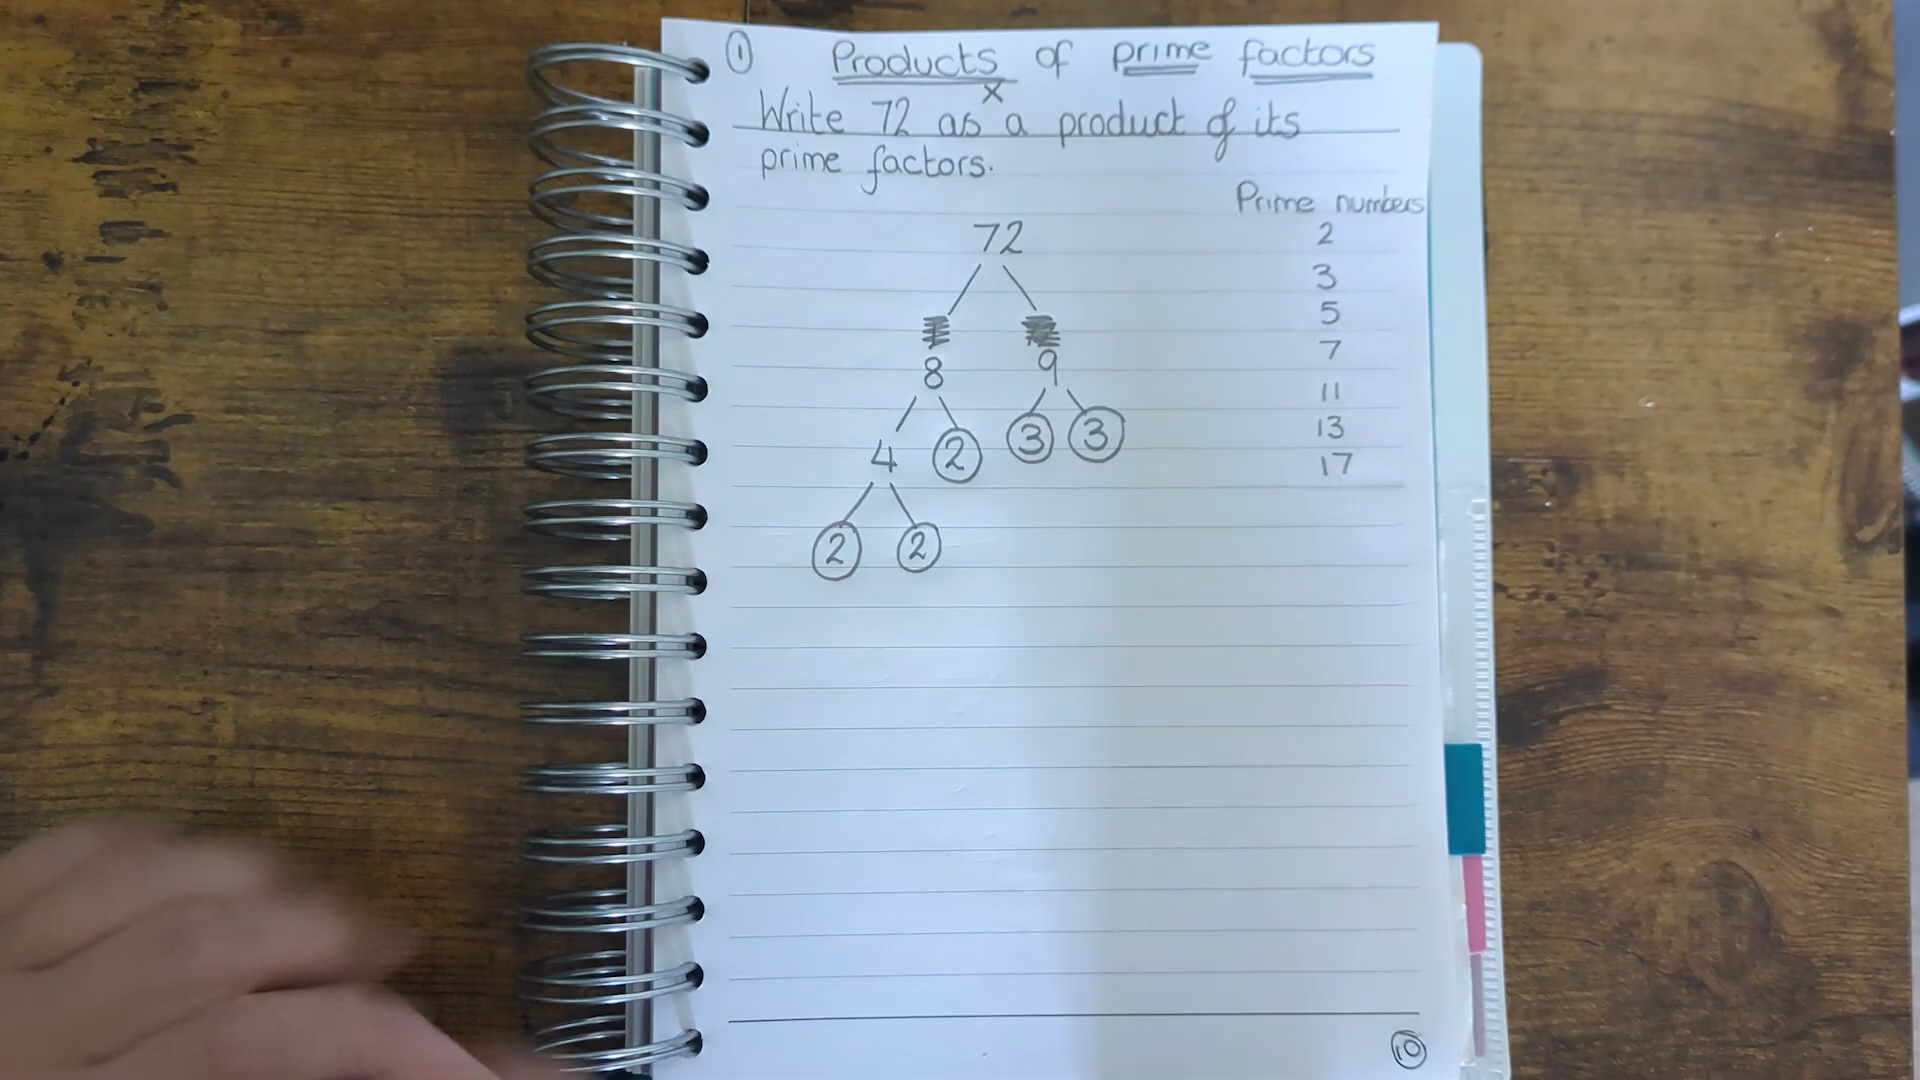 ① Products of prime factors
x
Write 72 as a product of its
prime factors.
Prime numbers
72
2
3
5
8 9
7
11
4 2 3 3
13
17
2 2
10